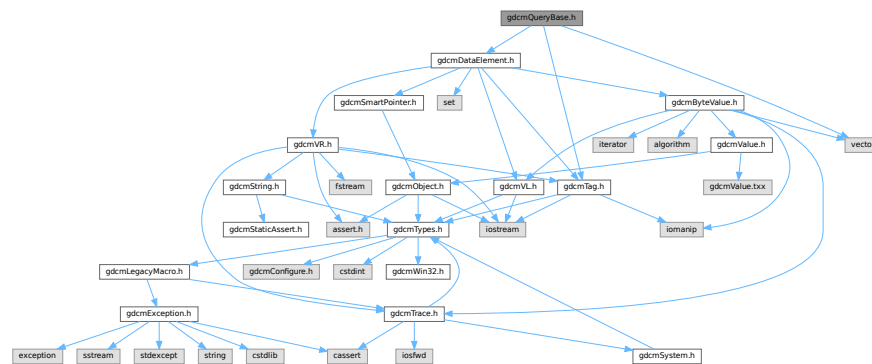 gdcmQueryBase.h
gdcmDataElement.h
gdcmSmartPointer.h
set
gdcmByteValue.h
gdcmVR.h
iterator
algorithm
gdcmValue.h
vector
gdcmString.h
fstream
gdcmObject.h
gdcmVL.h
gdcmTag.h
gdcmValue.txx
gdcmStaticAssert.h
assert.h
gdcmTypes.h
iostream
iomanip
gdcmLegacyMacro.h
gdcmConfigure.h
cstdint
gdcmWin32.h
gdcmException.h
gdcmTrace.h
exception
sstream
stdexcept
string
cstdlib
cassert
iosfwd
gdcmSystem.h